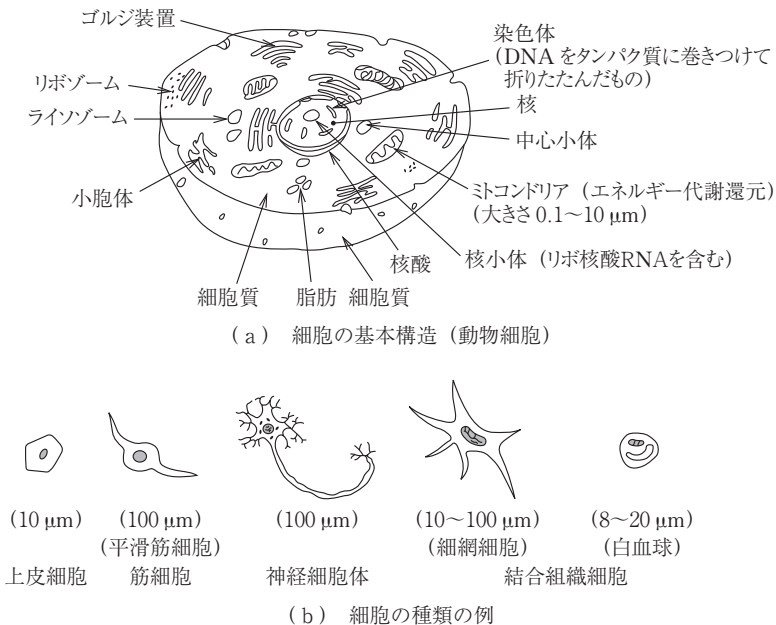 ゴルジ装置
染色体
(DNAをタンパク質に巻きつけて
折りたたんだもの)
リボゾーム
核
ライソゾーム
中心小体
小胞体
ミトコンドリア (エネルギー代謝還元)
(大きさ 0.1〜10 μm)
核酸
核小体 (リボ核酸RNAを含む)
細胞質 脂肪 細胞質
(a) 細胞の基本構造 (動物細胞)
(10 μm) (100 μm) (100 μm) (10〜100 μm) (8〜20 μm)
(平滑筋細胞) (細網細胞) (白血球)
上皮細胞 筋細胞 神経細胞体 結合組織細胞
(b) 細胞の種類の例